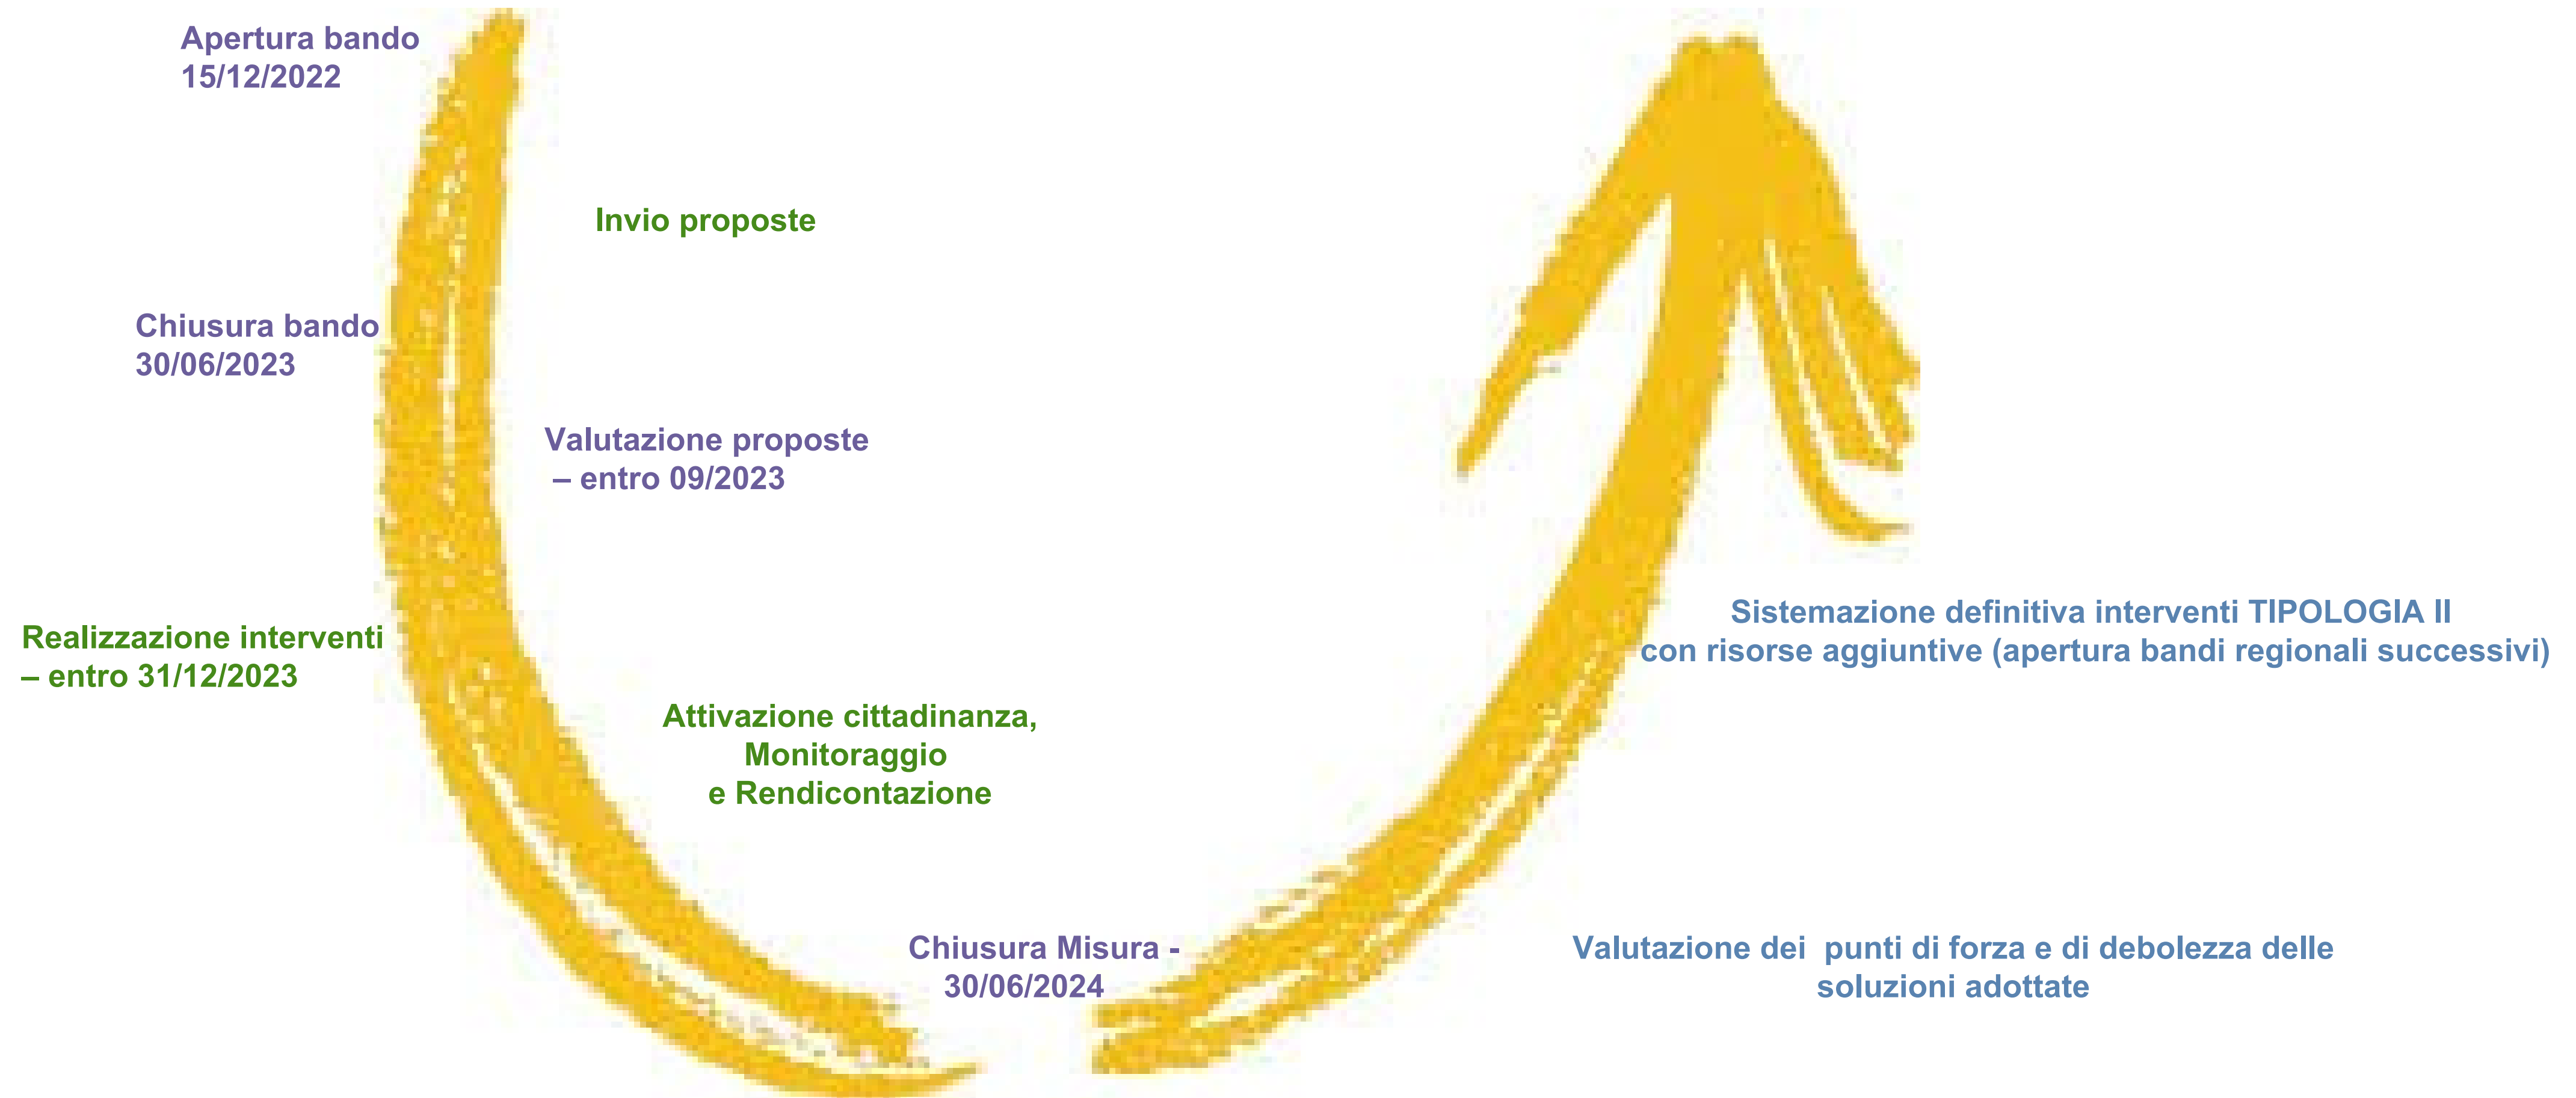 Apertura bando
15/12/2022
Invio proposte
Chiusura bando
30/06/2023
Valutazione proposte
– entro 09/2023
Realizzazione interventi
– entro 31/12/2023
Attivazione cittadinanza,
Monitoraggio
e Rendicontazione
Chiusura Misura -
30/06/2024
Valutazione dei  punti di forza e di debolezza delle
soluzioni adottate
Sistemazione definitiva interventi TIPOLOGIA II
con risorse aggiuntive (apertura bandi regionali successivi)